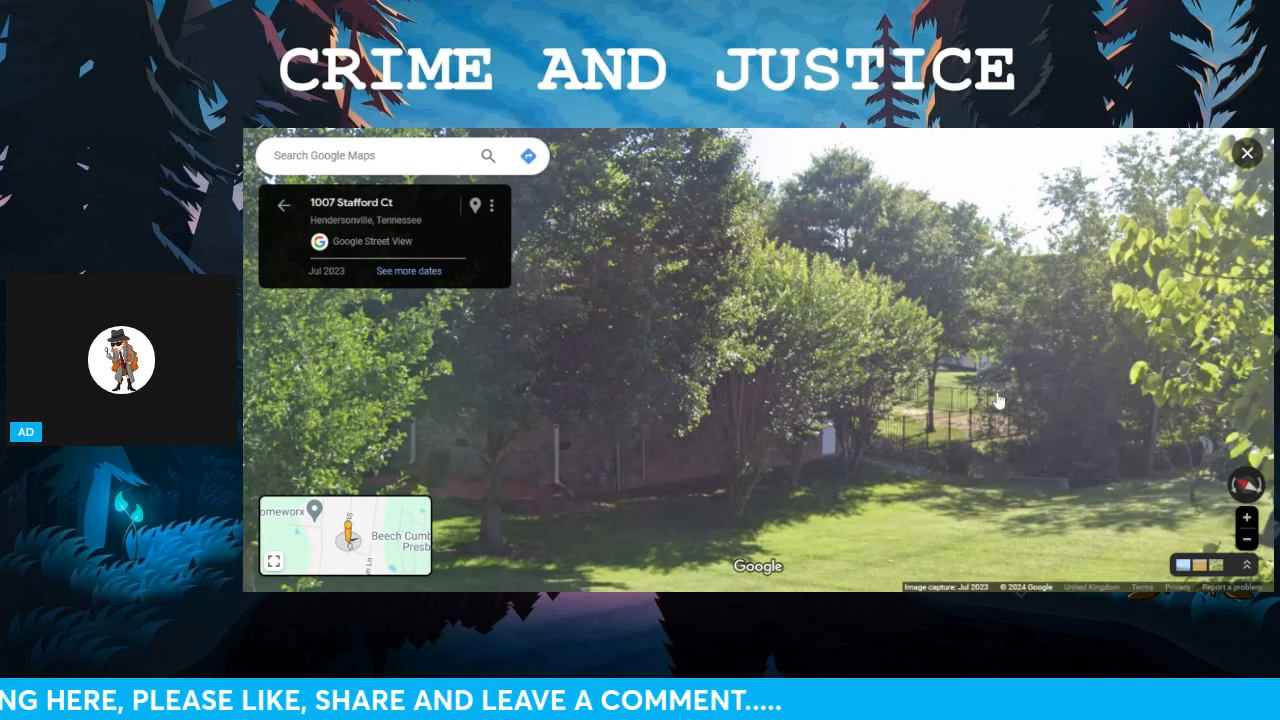 CRIME AND JUSTICE
Search Google Maps
1007 Stafford Ct
Hendersonville, Tennessee
Google Street View
Jul 2023 See more dates
AD
omeworx
Beech Cumb
Presb
Google
Image capture: Jul 2023 © 2024 Google United Kingdom Terms Privacy Report a problem
NG HERE, PLEASE LIKE, SHARE AND LEAVE A COMMENT.....